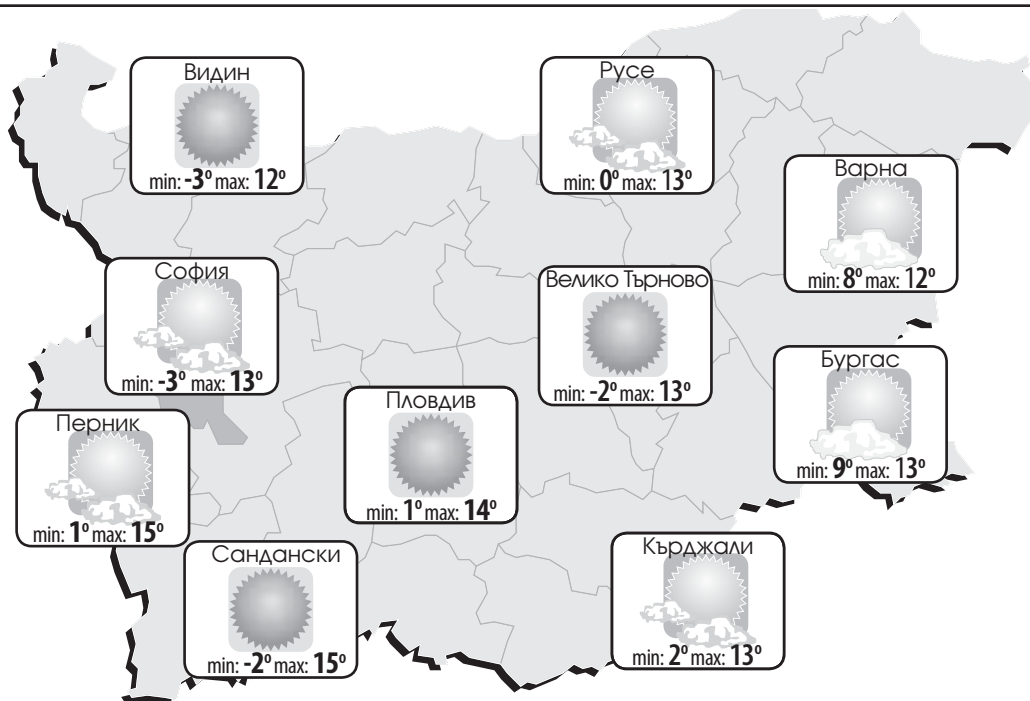 Видин
min: -3° max: 12°
Русе
min: 0° max: 13°
Варна
min: 8° max: 12°
София
min: -3° max: 13°
Велико Търново
min: -2° max: 13°
Бургас
min: 9° max: 13°
Пловдив
min: 1° max: 14°
Перник
min: 1° max: 15°
Сандански
min: -2° max: 15°
Кърджали
min: 2° max: 13°